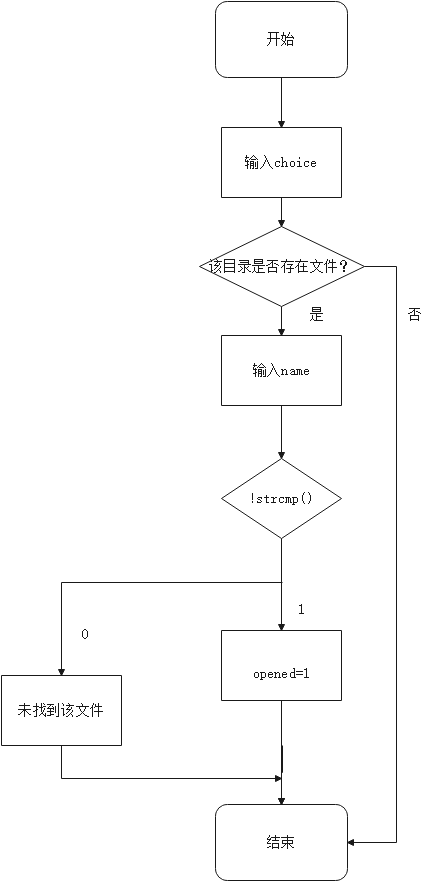 开始
输入choice
该目录是否存在文件？
是
否
输入name
!strcmp()
0
1
opened=1
未找到该文件
结束